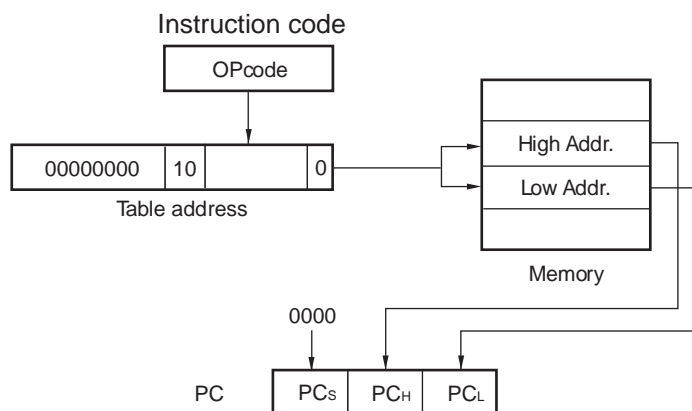 Instruction code
OPcode
00000000 10 0
Table address
High Addr.
Low Addr.
Memory
0000
PC PCS PCH PCL